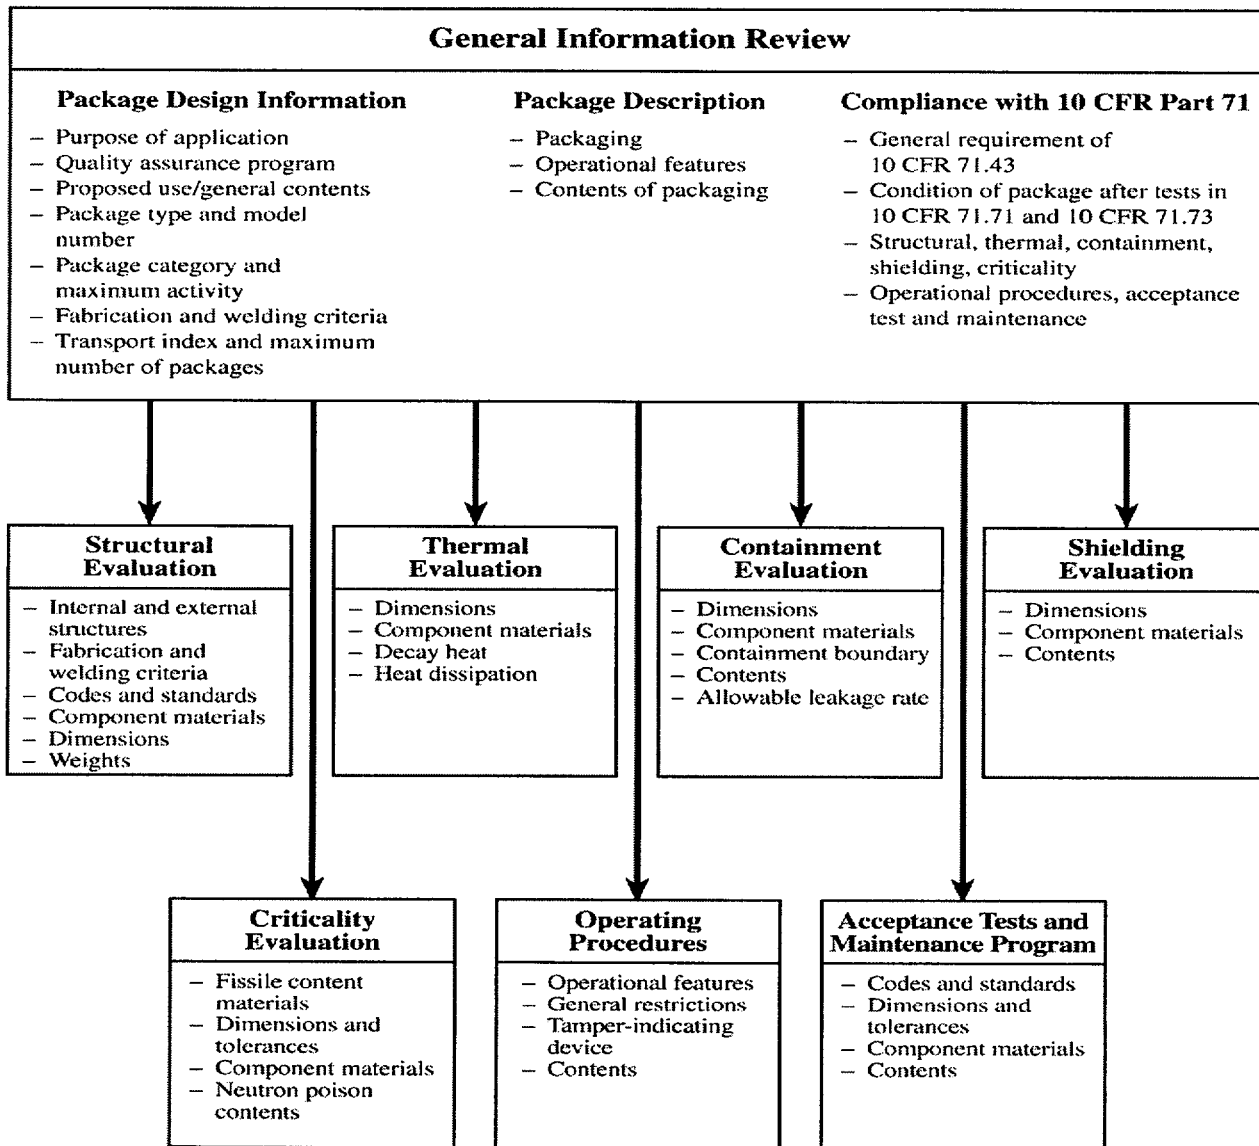 General Information Review
Package Design Information
– Purpose of application
– Quality assurance program
– Proposed use/general contents
– Package type and model
number
– Package category and
maximum activity
– Fabrication and welding criteria
– Transport index and maximum
number of packages
Package Description
– Packaging
– Operational features
– Contents of packaging
Compliance with 10 CFR Part 71
– General requirement of
10 CFR 71.43
– Condition of package after tests in
10 CFR 71.71 and 10 CFR 71.73
– Structural, thermal, containment,
shielding, criticality
– Operational procedures, acceptance
test and maintenance
Structural
Evaluation
– Internal and external
structures
– Fabrication and
welding criteria
– Codes and standards
– Component materials
– Dimensions
– Weights
Thermal
Evaluation
– Dimensions
– Component materials
– Decay heat
– Heat dissipation
Containment
Evaluation
– Dimensions
– Component materials
– Containment boundary
– Contents
– Allowable leakage rate
Shielding
Evaluation
– Dimensions
– Component materials
– Contents
Criticality
Evaluation
– Fissile content
materials
– Dimensions and
tolerances
– Component materials
– Neutron poison
contents
Operating
Procedures
– Operational features
– General restrictions
– Tamper-indicating
device
– Contents
Acceptance Tests and
Maintenance Program
– Codes and standards
– Dimensions and
tolerances
– Component materials
– Contents